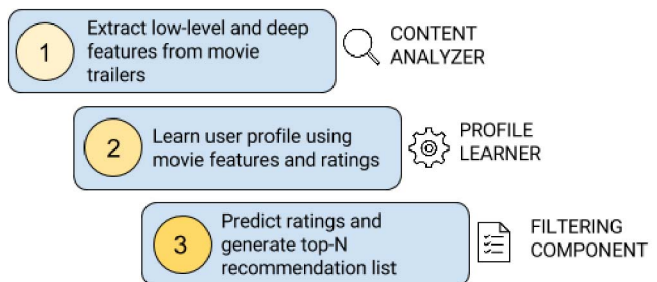 1
Extract low-level and deep
features from movie
trailers
CONTENT
ANALYZER
2
Learn user profile using
movie features and ratings
PROFILE
LEARNER
3
Predict ratings and
generate top-N
recommendation list
FILTERING
COMPONENT